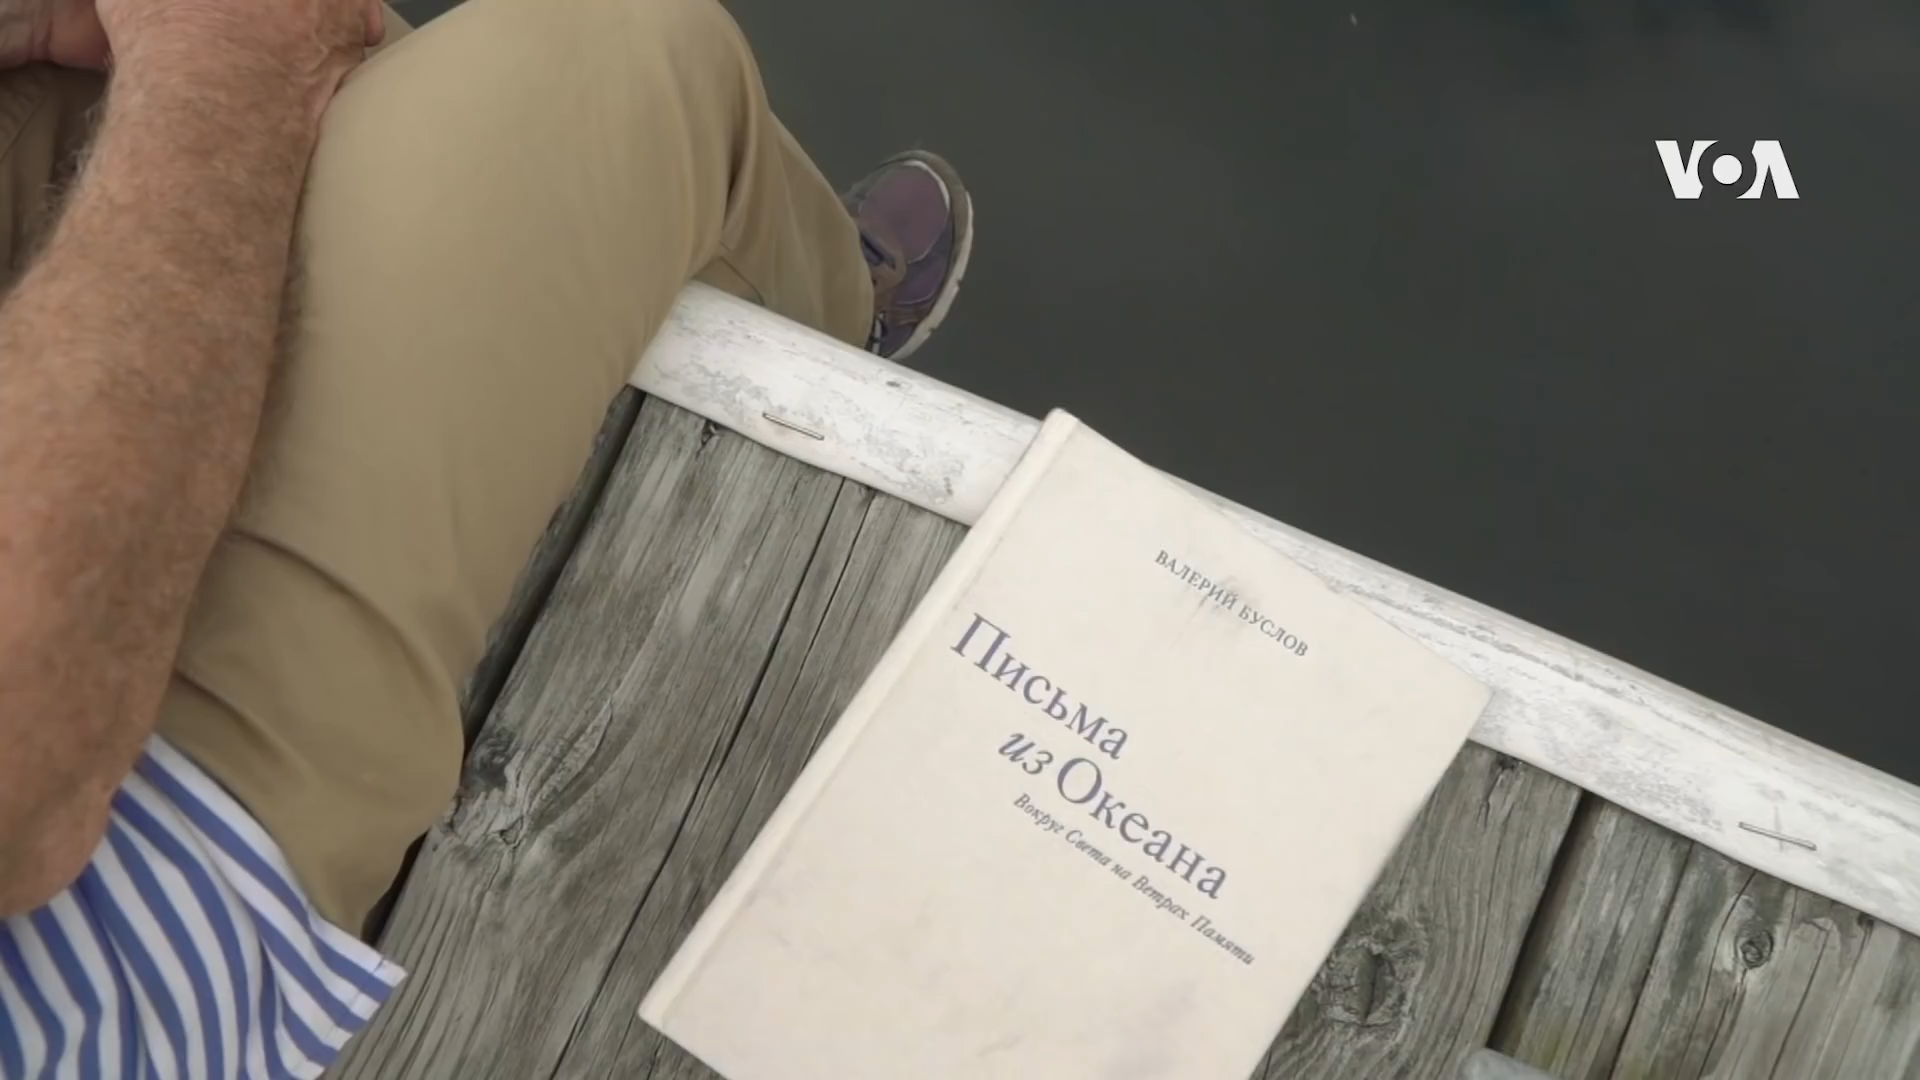 VOA
ВАЛЕРИЙ БУСЛОВ
Письма
из Океана
Вокруг Света на Ветрах Памяти